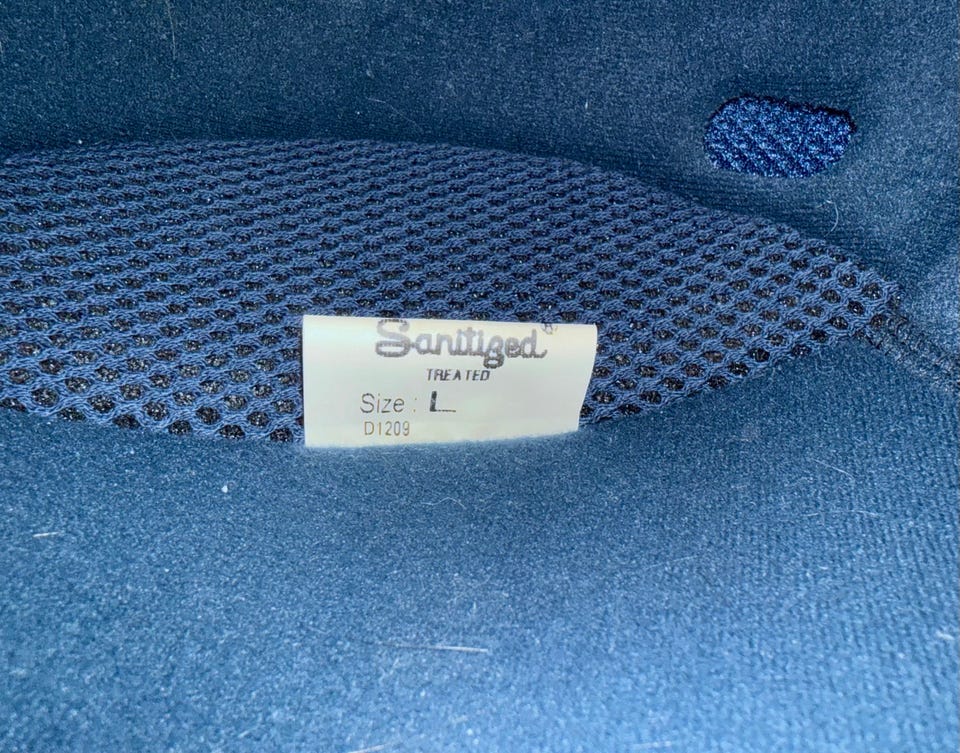 Sanitized®
TREATED
Size : L
D1209